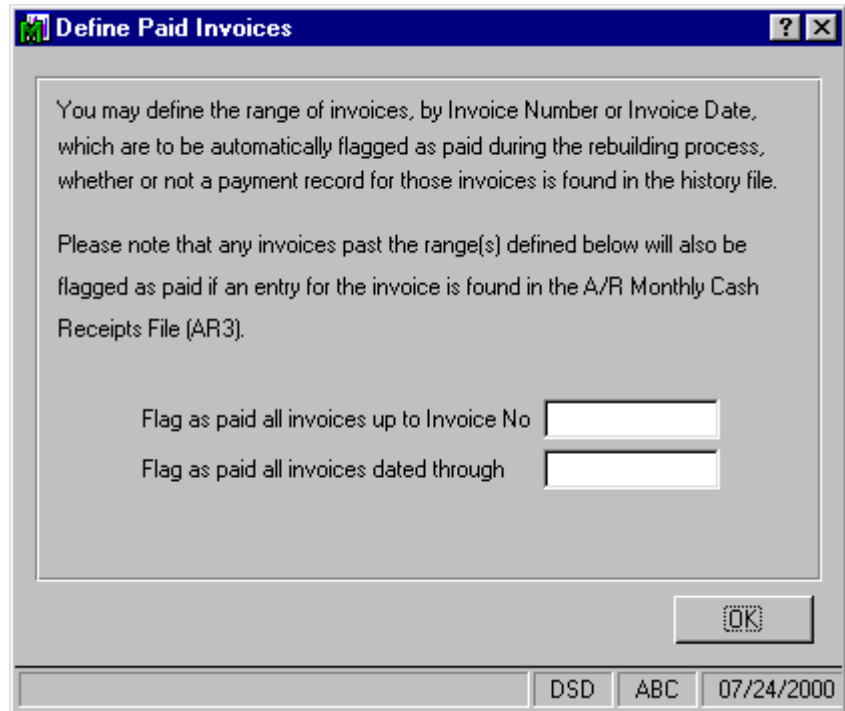 Define Paid Invoices
You may define the range of invoices, by Invoice Number or Invoice Date,
which are to be automatically flagged as paid during the rebuilding process,
whether or not a payment record for those invoices is found in the history file.
Please note that any invoices past the range(s) defined below will also be
flagged as paid if an entry for the invoice is found in the A/R Monthly Cash
Receipts File (AR3).
Flag as paid all invoices up to Invoice No
Flag as paid all invoices dated through
OK
DSD ABC 07/24/2000